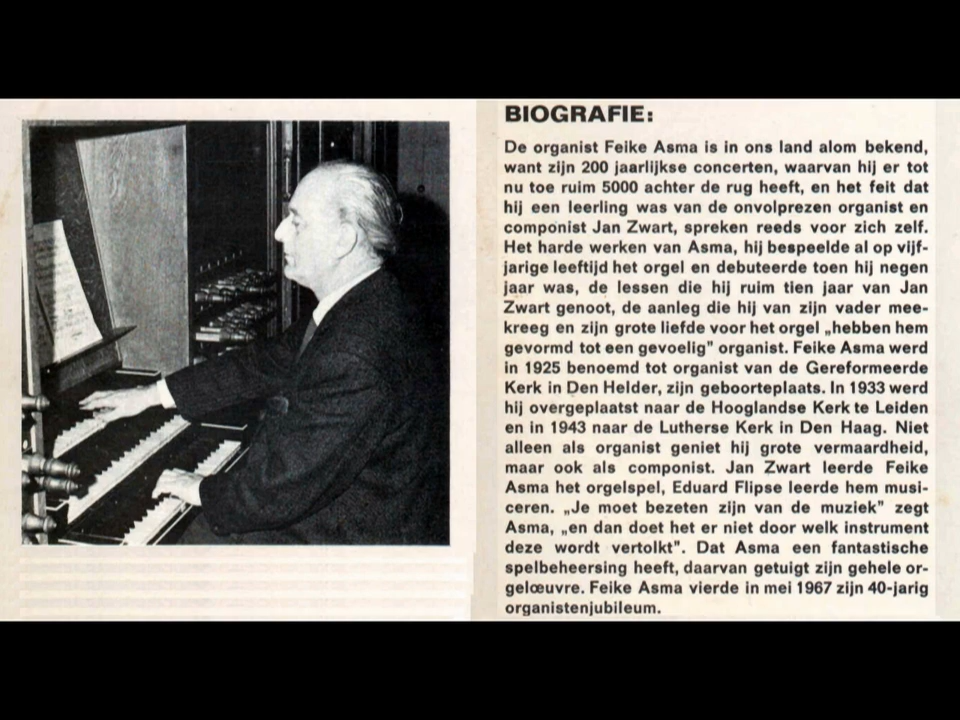 BIOGRAFIE:
De organist Feike Asma is in ons land alom bekend,
want zijn 200 jaarlijkse concerten, waarvan hij er tot
nu toe ruim 5000 achter de rug heeft, en het feit dat
hij een leerling was van de onvolprezen organist en
componist Jan Zwart, spreken reeds voor zich zelf.
Het harde werken van Asma, hij bespeelde al op vijf-
jarige leeftijd het orgel en debuteerde toen hij negen
jaar was, de lessen die hij ruim tien jaar van Jan
Zwart genoot, de aanleg die hij van zijn vader mee-
kreeg en zijn grote liefde voor het orgel „hebben hem
gevormd tot een gevoelig" organist. Feike Asma werd
in 1925 benoemd tot organist van de Gereformeerde
Kerk in Den Helder, zijn geboorteplaats. In 1933 werd
hij overgeplaatst naar de Hooglandse Kerk te Leiden
en in 1943 naar de Lutherse Kerk in Den Haag. Niet
alleen als organist geniet hij grote vermaardheid,
maar ook als componist. Jan Zwart leerde Feike
Asma het orgelspel, Eduard Flipse leerde hem musi-
ceren. „Je moet bezeten zijn van de muziek" zegt
Asma, „en dan doet het er niet door welk instrument
deze wordt vertolkt". Dat Asma een fantastische
spelbeheersing heeft, daarvan getuigt zijn gehele or-
gelœuvre. Feike Asma vierde in mei 1967 zijn 40-jarig
organistenjubileum.